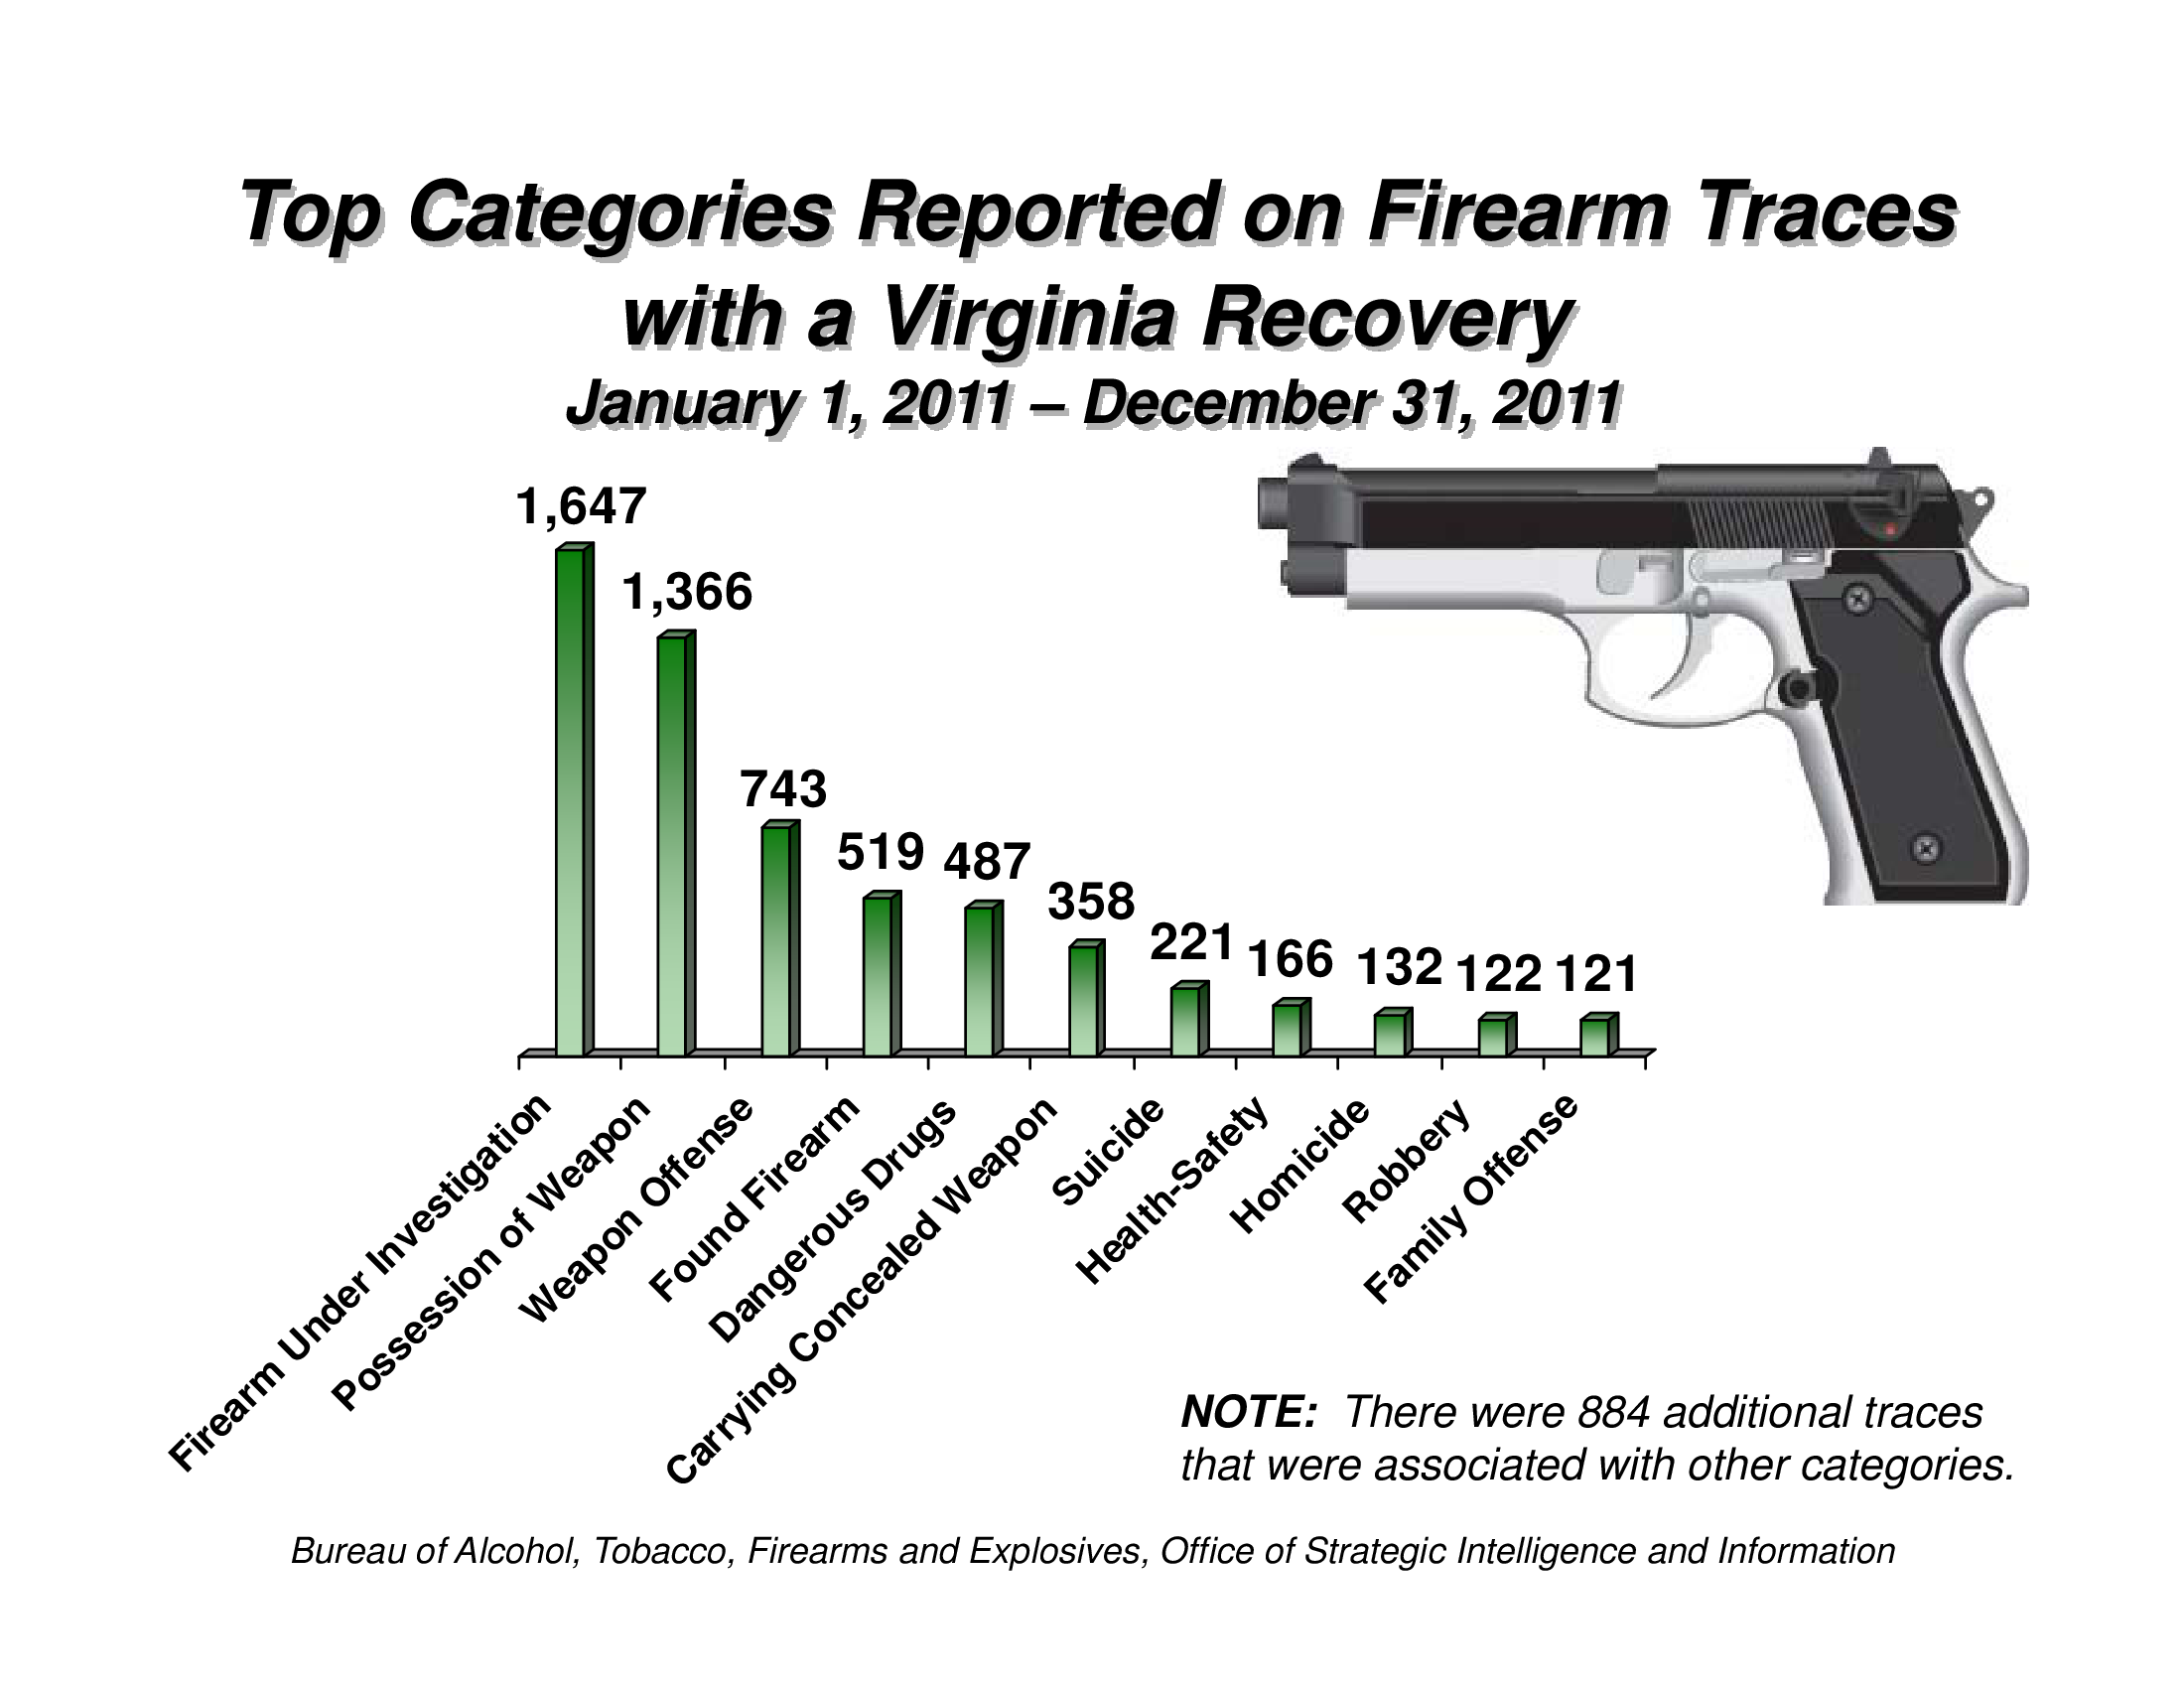 Top Categories Reported on Firearm Traces
with a Virginia Recovery
January 1, 2011 – December 31, 2011
1,647
1,366
743
519
487
358
221
166
132
122
121
Firearm Under Investigation
Possession of Weapon
Weapon Offense
Found Firearm
Dangerous Drugs
Carrying Concealed Weapon
Suicide
Health-Safety
Homicide
Robbery
Family Offense
NOTE: There were 884 additional traces
that were associated with other categories.
Bureau of Alcohol, Tobacco, Firearms and Explosives, Office of Strategic Intelligence and Information